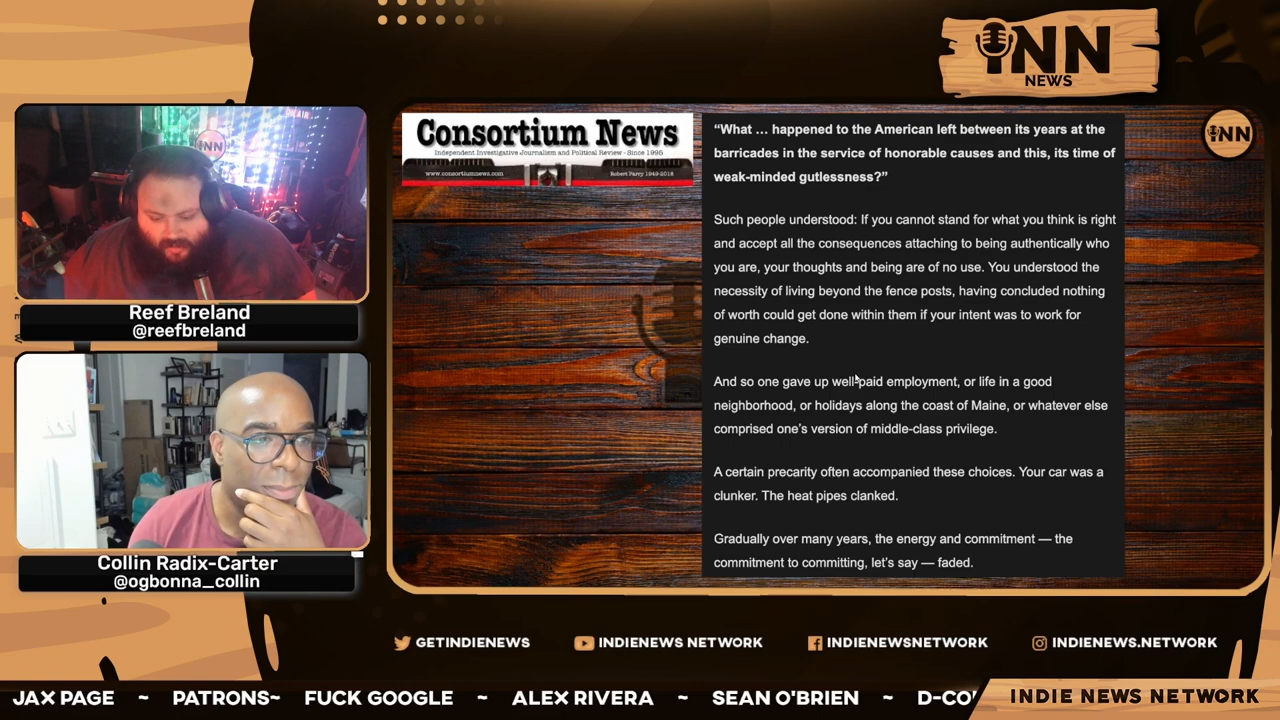 INN
NEWS
INN
Reef Breland
@reefbreland
Collin Radix-Carter
@ogbonna_collin
Consortium News
Independent Investigative Journalism and Political Review - Since 1995
www.consortiumnews.com
Robert Parry 1949-2018
INN
“What … happened to the American left between its years at the
barricades in the service of honorable causes and this, its time of
weak-minded gutlessness?”
Such people understood: If you cannot stand for what you think is right
and accept all the consequences attaching to being authentically who
you are, your thoughts and being are of no use. You understood the
necessity of living beyond the fence posts, having concluded nothing
of worth could get done within them if your intent was to work for
genuine change.
And so one gave up well-paid employment, or life in a good
neighborhood, or holidays along the coast of Maine, or whatever else
comprised one’s version of middle-class privilege.
A certain precarity often accompanied these choices. Your car was a
clunker. The heat pipes clanked.
Gradually over many years, the energy and commitment — the
commitment to committing, let’s say — faded.
GETINDIENEWS
INDIENEWS NETWORK
INDIENEWSNETWORK
INDIENEWS.NETWORK
JAX PAGE ~ PATRONS~ FUCK GOOGLE ~ ALEX RIVERA ~ SEAN O'BRIEN ~
INDIE NEWS NETWORK